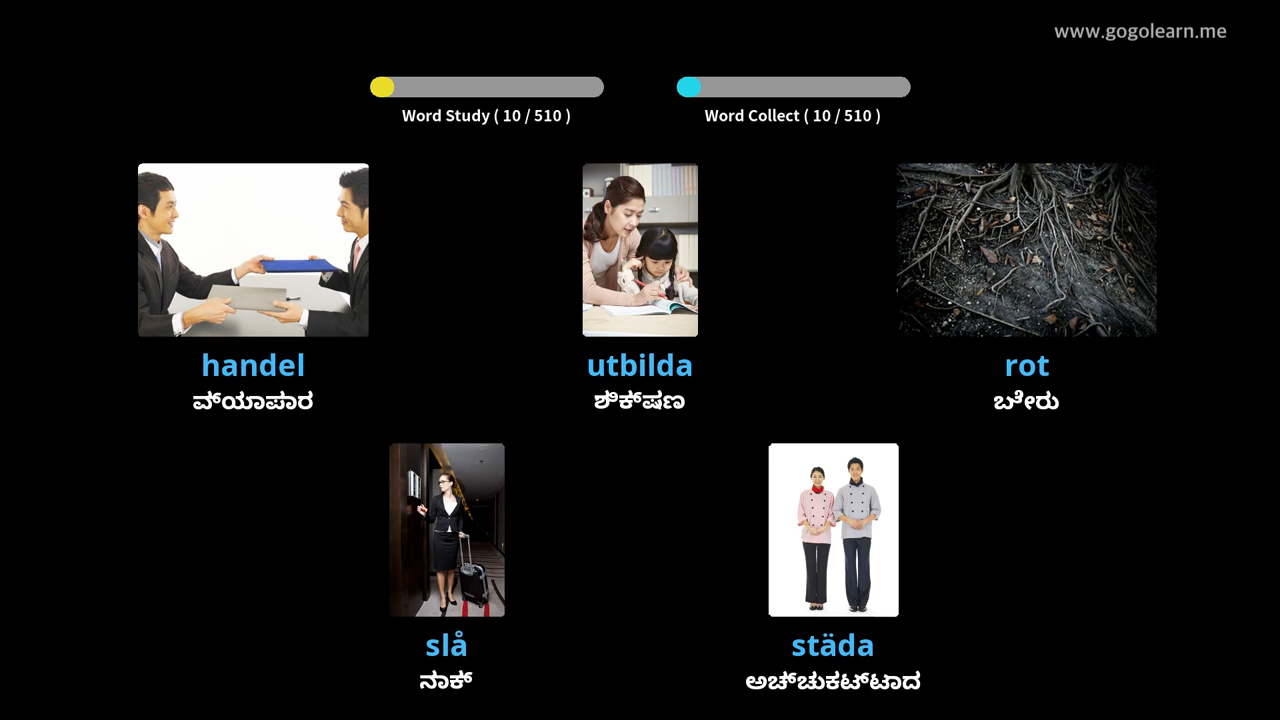 www.gogolearn.me
Word Study ( 10 / 510 )
Word Collect ( 10 / 510 )
handel
ವ್ಯಾಪಾರ
utbilda
ಶಿಕ್ಷಣ
rot
ಬೇರು
slå
ನಾಕ್
städa
ಅಚ್ಚುಕಟ್ಟಾದ